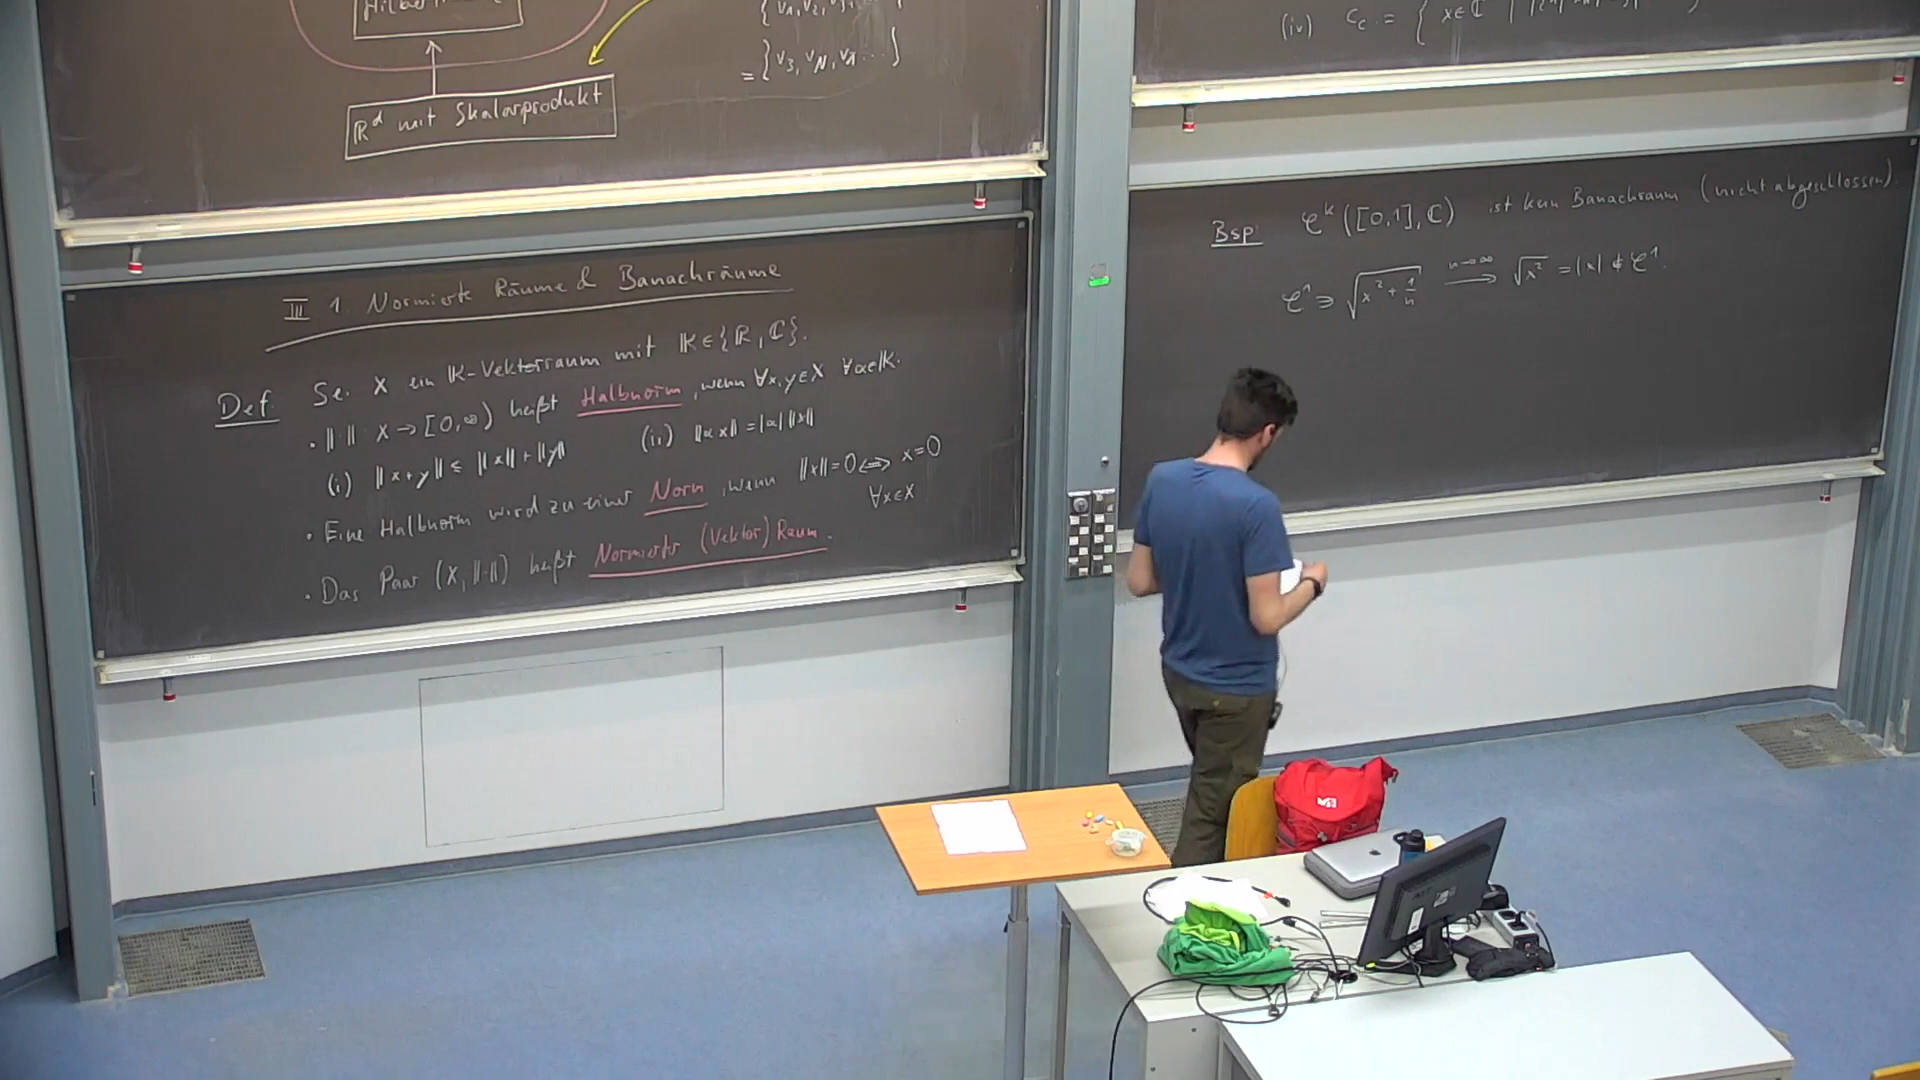 ℝ^d mit Skalarprodukt
= { v_3, v_N, v_π ... }
III 1. Normierte Räume & Banachräume
Def. Sei X ein 𝕂-Vektorraum mit 𝕂 ∈ {ℝ, ℂ}.
• ‖·‖ X → [0,∞) heißt Halbnorm, wenn ∀x,y ∈ X ∀α ∈ 𝕂.
(i) ‖x+y‖ ≤ ‖x‖ + ‖y‖ (ii) ‖αx‖ = |α| ‖x‖
• Eine Halbnorm wird zu einer Norm, wenn ‖x‖ = 0 ⟺ x = 0
∀x ∈ X
• Das Paar (X, ‖·‖) heißt Normierter (Vektor) Raum.
(iv) C_c := { x ∈ ℂ
Bsp. 𝒞^k ([0,1], ℂ) ist kein Banachraum (nicht abgeschlossen).
𝒞^1 ∋ √(x² + 1/n) ⟶ n→∞ √x² = |x| ∉ 𝒞^1.